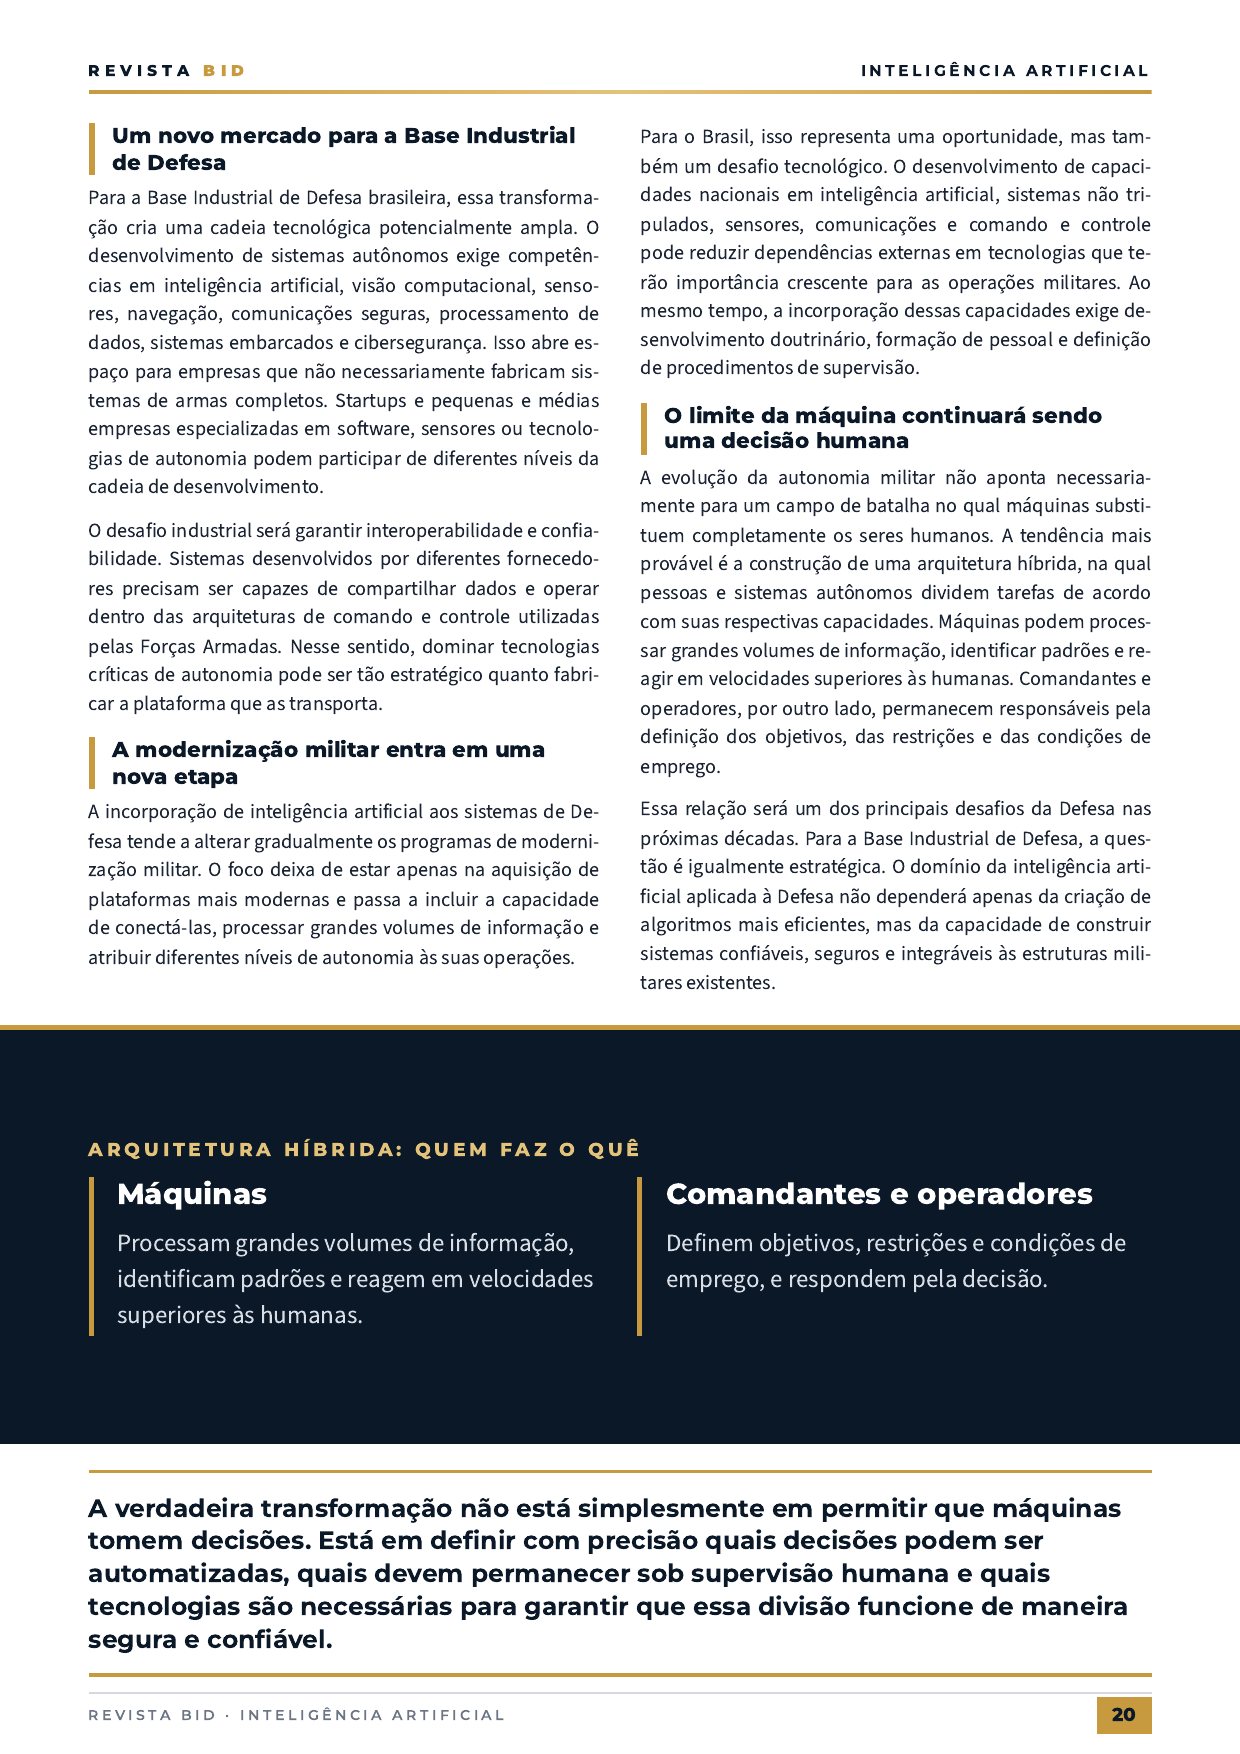 REVISTA BID
INTELIGÊNCIA ARTIFICIAL
Um novo mercado para a Base Industrial
de Defesa
Para a Base Industrial de Defesa brasileira, essa transforma-
ção cria uma cadeia tecnológica potencialmente ampla. O
desenvolvimento de sistemas autônomos exige competên-
cias em inteligência artificial, visão computacional, senso-
res, navegação, comunicações seguras, processamento de
dados, sistemas embarcados e cibersegurança. Isso abre es-
paço para empresas que não necessariamente fabricam sis-
temas de armas completos. Startups e pequenas e médias
empresas especializadas em software, sensores ou tecnolo-
gias de autonomia podem participar de diferentes níveis da
cadeia de desenvolvimento.
O desafio industrial será garantir interoperabilidade e confia-
bilidade. Sistemas desenvolvidos por diferentes fornecedo-
res precisam ser capazes de compartilhar dados e operar
dentro das arquiteturas de comando e controle utilizadas
pelas Forças Armadas. Nesse sentido, dominar tecnologias
críticas de autonomia pode ser tão estratégico quanto fabri-
car a plataforma que as transporta.
A modernização militar entra em uma
nova etapa
A incorporação de inteligência artificial aos sistemas de De-
fesa tende a alterar gradualmente os programas de moderni-
zação militar. O foco deixa de estar apenas na aquisição de
plataformas mais modernas e passa a incluir a capacidade
de conectá-las, processar grandes volumes de informação e
atribuir diferentes níveis de autonomia às suas operações.
Para o Brasil, isso representa uma oportunidade, mas tam-
bém um desafio tecnológico. O desenvolvimento de capaci-
dades nacionais em inteligência artificial, sistemas não tri-
pulados, sensores, comunicações e comando e controle
pode reduzir dependências externas em tecnologias que te-
rão importância crescente para as operações militares. Ao
mesmo tempo, a incorporação dessas capacidades exige de-
senvolvimento doutrinário, formação de pessoal e definição
de procedimentos de supervisão.
O limite da máquina continuará sendo
uma decisão humana
A evolução da autonomia militar não aponta necessaria-
mente para um campo de batalha no qual máquinas substi-
tuem completamente os seres humanos. A tendência mais
provável é a construção de uma arquitetura híbrida, na qual
pessoas e sistemas autônomos dividem tarefas de acordo
com suas respectivas capacidades. Máquinas podem proces-
sar grandes volumes de informação, identificar padrões e re-
agir em velocidades superiores às humanas. Comandantes e
operadores, por outro lado, permanecem responsáveis pela
definição dos objetivos, das restrições e das condições de
emprego.
Essa relação será um dos principais desafios da Defesa nas
próximas décadas. Para a Base Industrial de Defesa, a ques-
tão é igualmente estratégica. O domínio da inteligência arti-
ficial aplicada à Defesa não dependerá apenas da criação de
algoritmos mais eficientes, mas da capacidade de construir
sistemas confiáveis, seguros e integráveis às estruturas mili-
tares existentes.
ARQUITETURA HÍBRIDA: QUEM FAZ O QUÊ
Máquinas
Processam grandes volumes de informação,
identificam padrões e reagem em velocidades
superiores às humanas.
Comandantes e operadores
Definem objetivos, restrições e condições de
emprego, e respondem pela decisão.
A verdadeira transformação não está simplesmente em permitir que máquinas
tomem decisões. Está em definir com precisão quais decisões podem ser
automatizadas, quais devem permanecer sob supervisão humana e quais
tecnologias são necessárias para garantir que essa divisão funcione de maneira
segura e confiável.
REVISTA BID · INTELIGÊNCIA ARTIFICIAL
20